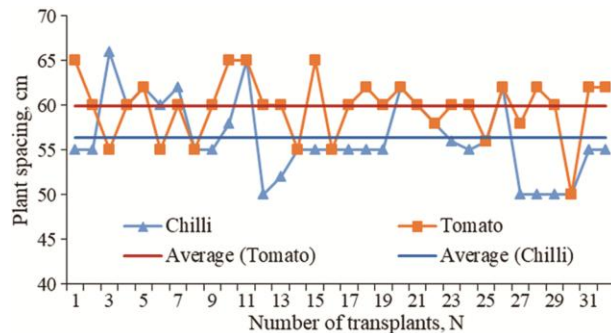 70
65
60
55
50
45
40
Plant spacing, cm
Chilli Tomato
Average (Tomato) Average (Chilli)
1 3 5 7 9 11 13 15 17 19 21 23 25 27 29 31
Number of transplants, N